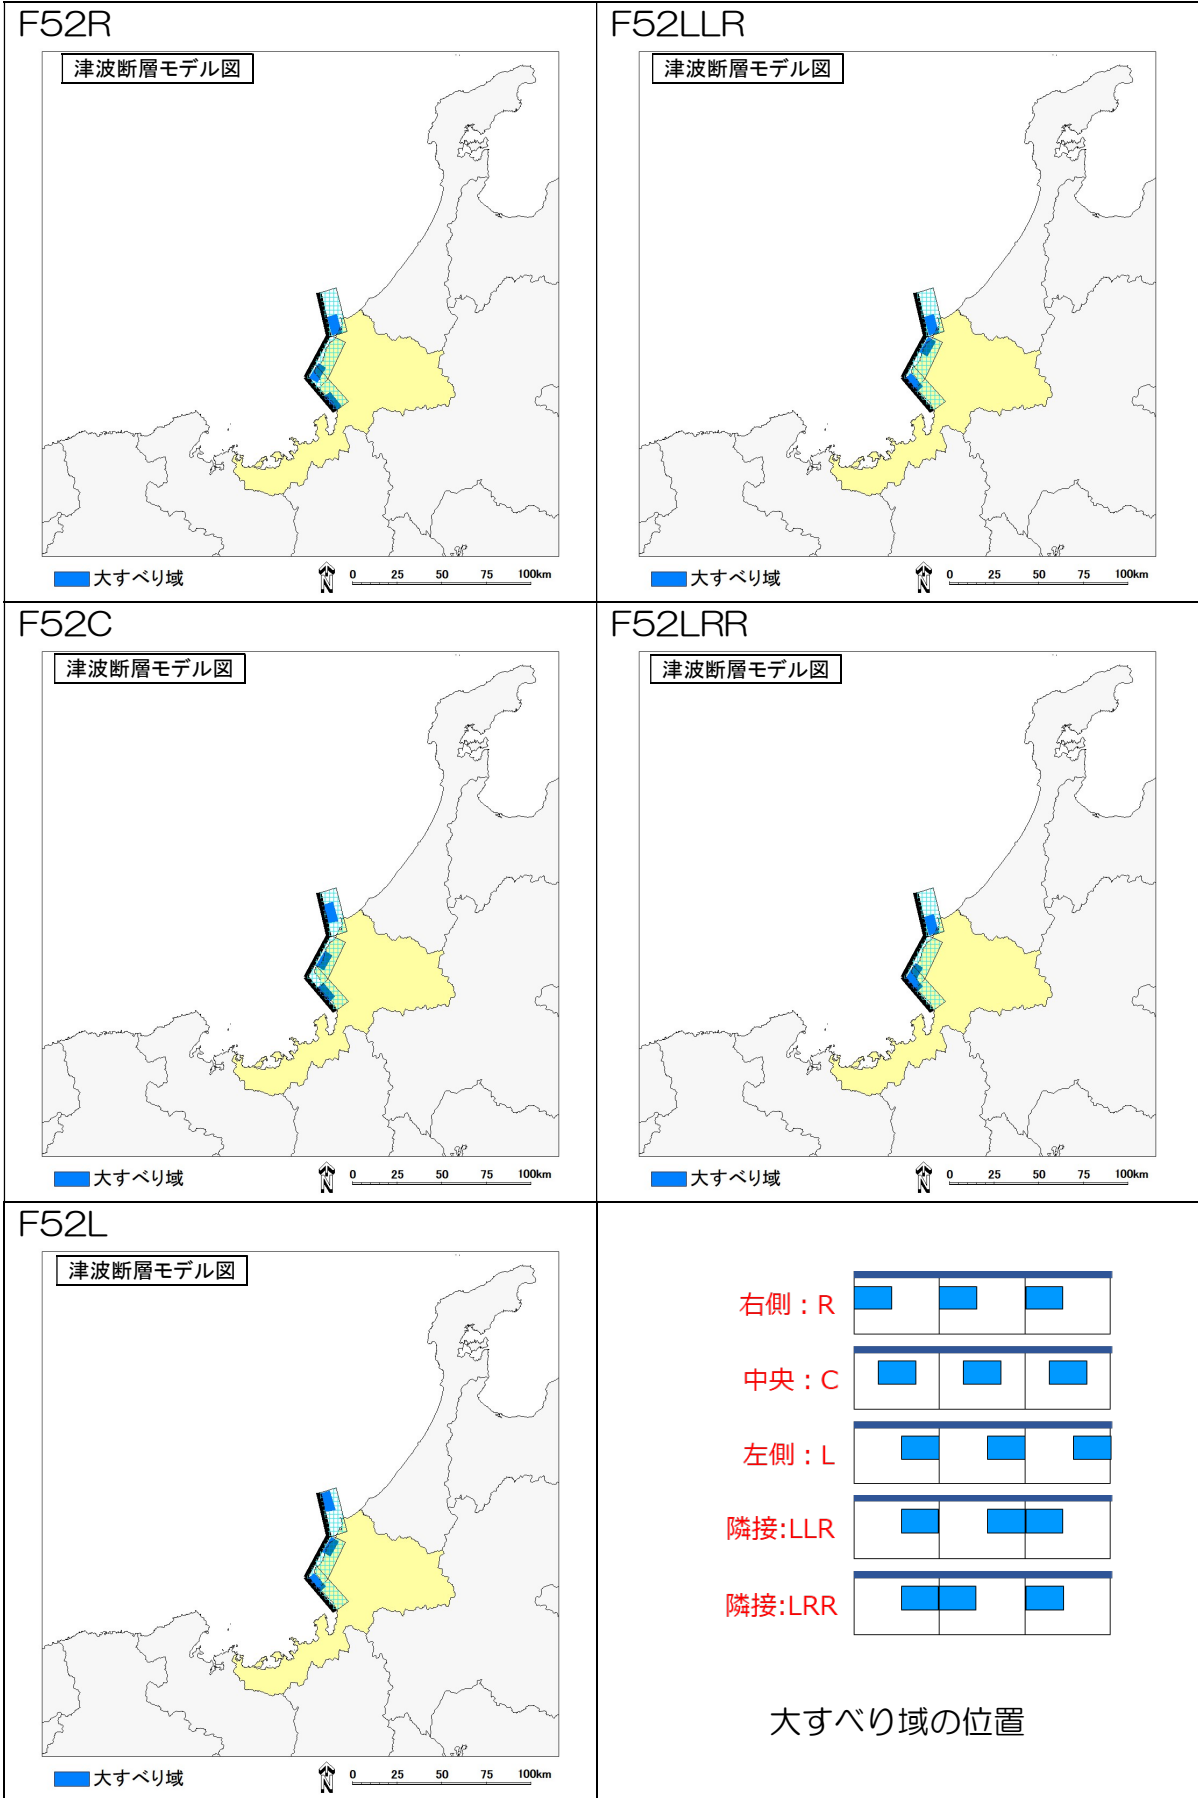 F52R
津波断層モデル図
大すべり域
N
0 25 50 75 100km
F52LLR
津波断層モデル図
大すべり域
N
0 25 50 75 100km
F52C
津波断層モデル図
大すべり域
N
0 25 50 75 100km
F52LRR
津波断層モデル図
大すべり域
N
0 25 50 75 100km
F52L
津波断層モデル図
大すべり域
N
0 25 50 75 100km
右側：R
中央：C
左側：L
隣接:LLR
隣接:LRR
大すべり域の位置